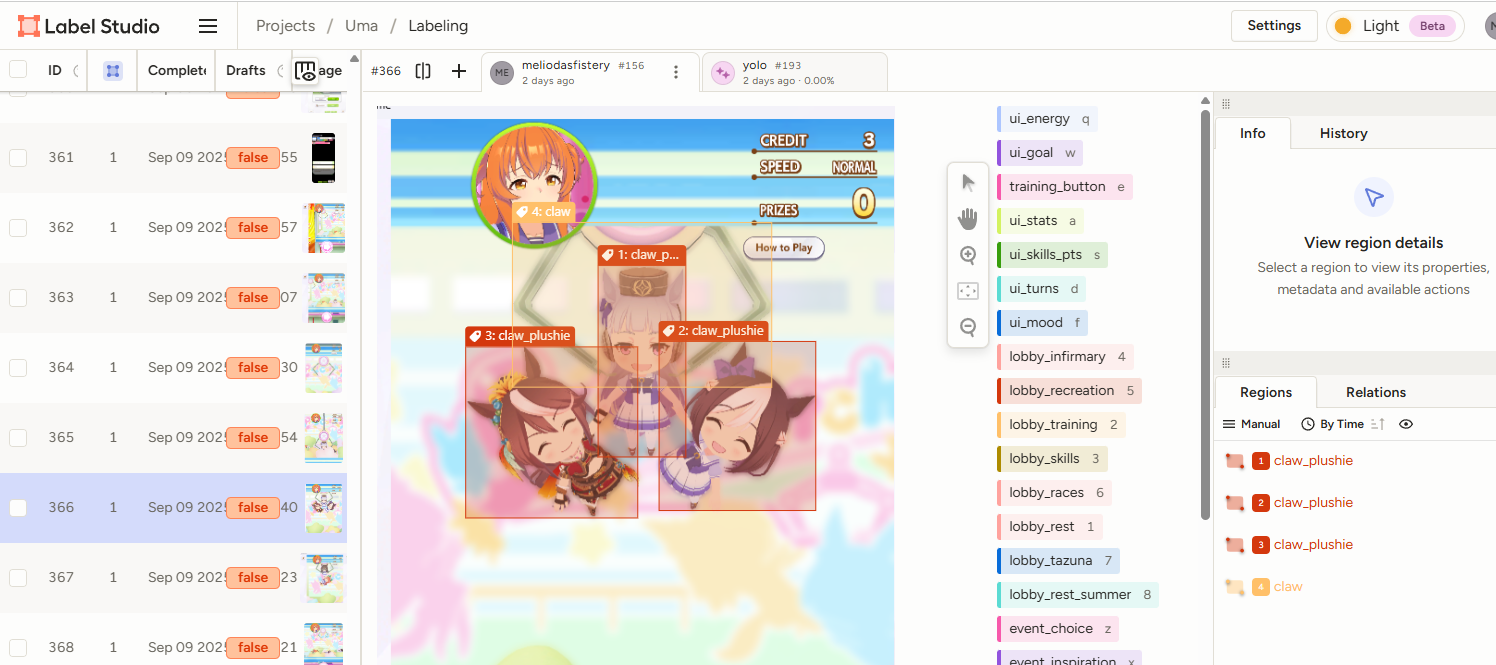 Label Studio
Projects / Uma / Labeling
Settings
Light Beta
ID
Complete
Drafts
age
#366
ME meliodasfistery #156
2 days ago
yolo #193
2 days ago · 0.00%
361 1 Sep 09 202 false 55
362 1 Sep 09 202 false 57
363 1 Sep 09 202 false 07
364 1 Sep 09 202 false 30
365 1 Sep 09 202 false 54
366 1 Sep 09 202 false 40
367 1 Sep 09 202 false 23
368 1 Sep 09 202 false 21
CREDIT 3
SPEED NORMAL
PRIZES 0
How to Play
4: claw
1: claw_p...
3: claw_plushie
2: claw_plushie
ui_energy q
ui_goal w
training_button e
ui_stats a
ui_skills_pts s
ui_turns d
ui_mood f
lobby_infirmary 4
lobby_recreation 5
lobby_training 2
lobby_skills 3
lobby_races 6
lobby_rest 1
lobby_tazuna 7
lobby_rest_summer 8
event_choice z
event_inspiration x
Info History
View region details
Select a region to view its properties,
metadata and available actions
Regions Relations
Manual By Time
1 claw_plushie
2 claw_plushie
3 claw_plushie
4 claw